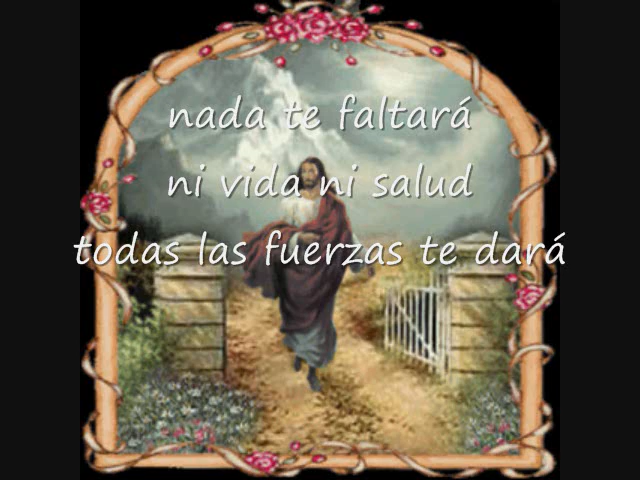 nada te faltará
ni vida ni salud
todas las fuerzas te dará